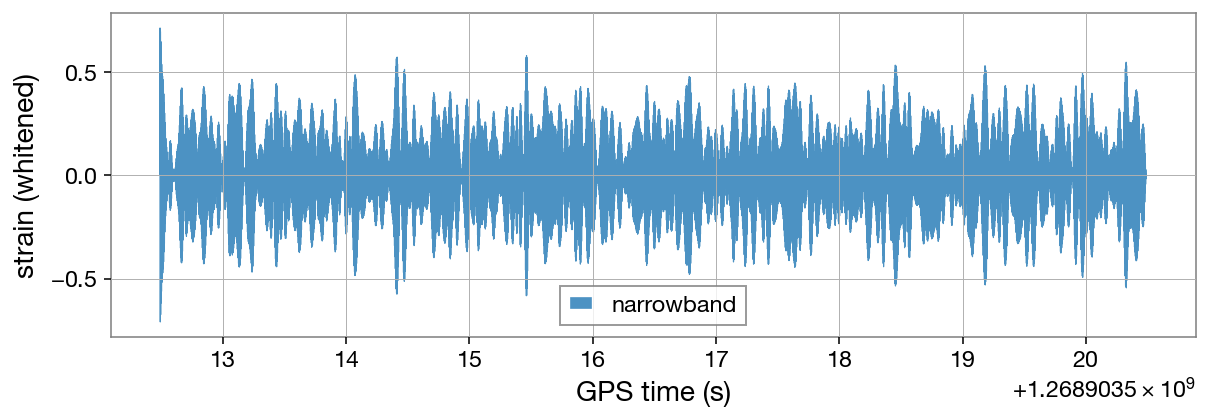 strain (whitened)
0.5
0.0
−0.5
narrowband
13 14 15 16 17 18 19 20
GPS time (s)
+1.2689035 × 10⁹